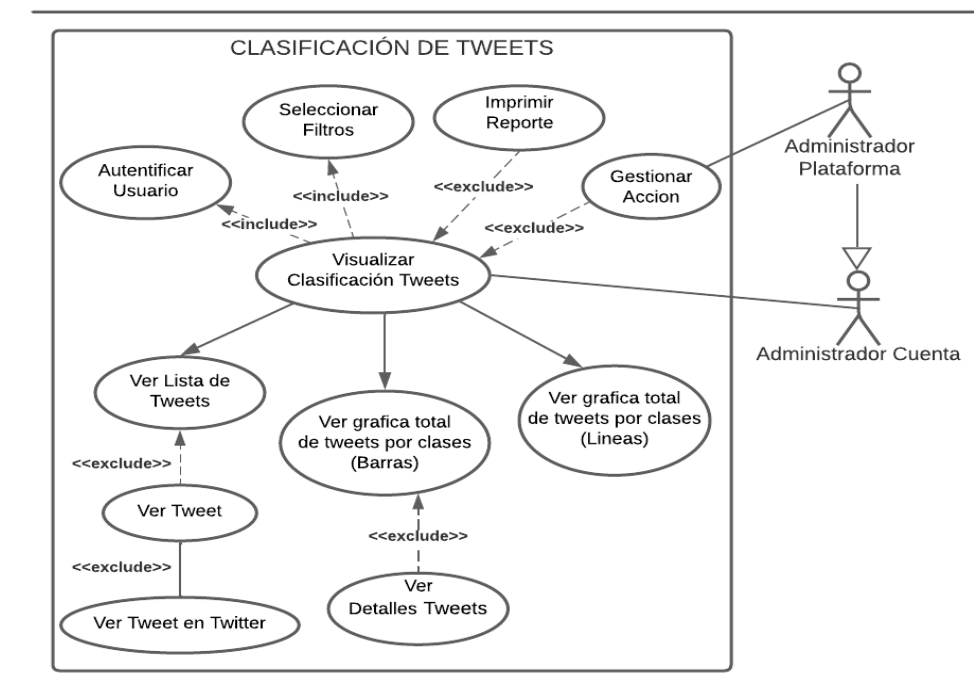 CLASIFICACIÓN DE TWEETS
Seleccionar
Filtros
Imprimir
Reporte
Autentificar
Usuario
<<include>>
<<exclude>>
Gestionar
Accion
Administrador
Plataforma
<<include>>
<<exclude>>
Visualizar
Clasificación Tweets
Administrador Cuenta
Ver Lista de
Tweets
Ver grafica total
de tweets por clases
(Barras)
Ver grafica total
de tweets por clases
(Lineas)
<<exclude>>
Ver Tweet
<<exclude>>
<<exclude>>
Ver
Detalles Tweets
Ver Tweet en Twitter